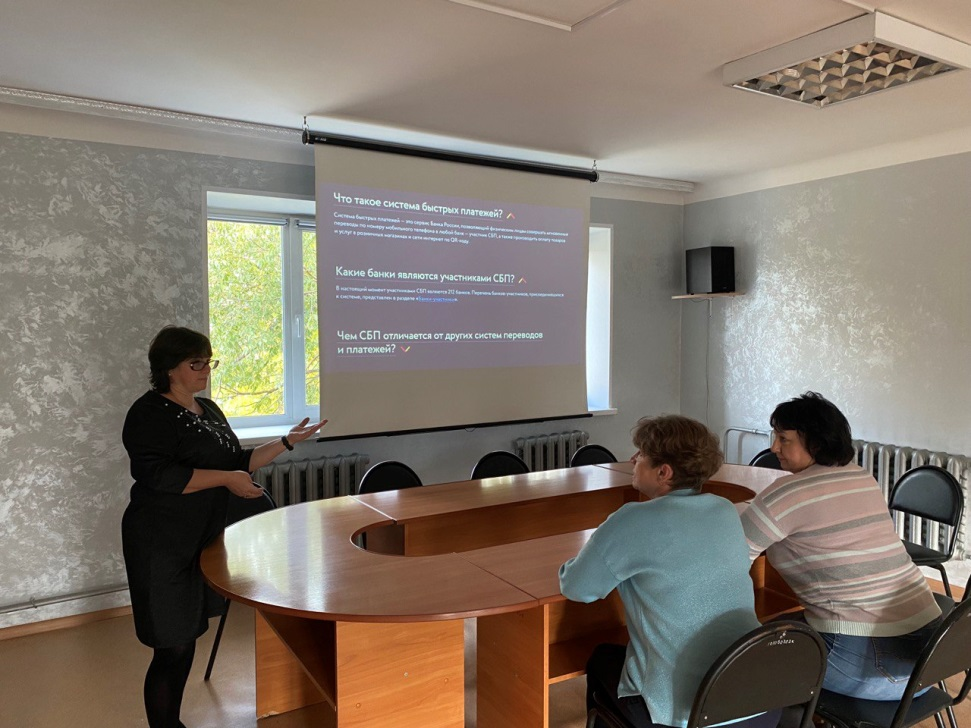 Что такое система быстрых платежей?
Система быстрых платежей — это сервис Банка России, позволяющий физическим лицам совершать мгновенные
переводы по номеру мобильного телефона в любой банк — участник СБП, а также производить оплату товаров
и услуг в розничных магазинах и сети интернет по QR-коду.
Какие банки являются участниками СБП?
В настоящий момент участниками СБП является 212 банков. Перечень банков-участников, присоединившихся
к системе, представлен в разделе «Банки-участники».
Чем СБП отличается от других систем переводов
и платежей?